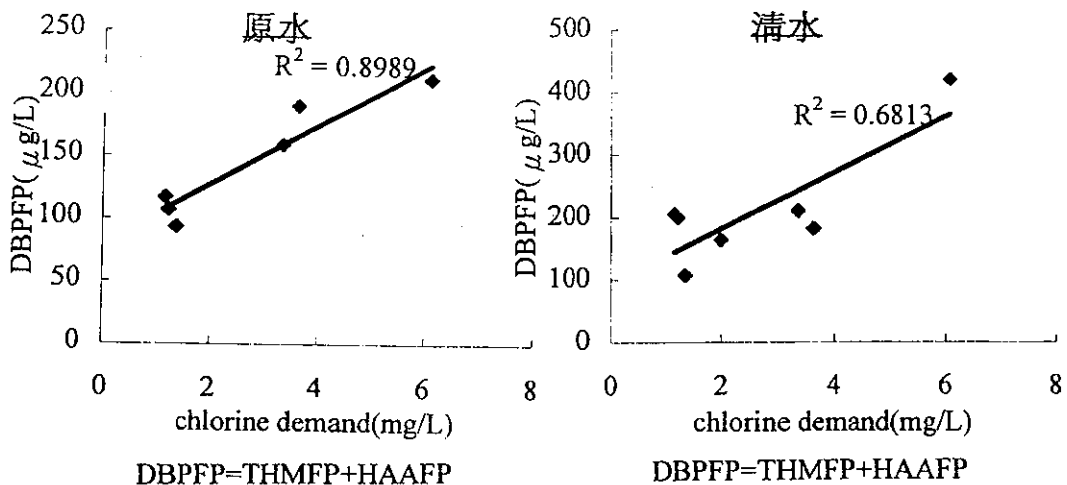 原水
R² = 0.8989
250
200
150
100
50
0
DBPFP(μg/L)
0 2 4 6 8
chlorine demand(mg/L)
DBPFP=THMFP+HAAFP
清水
R² = 0.6813
500
400
300
200
100
0
DBPFP(μg/L)
0 2 4 6 8
chlorine demand(mg/L)
DBPFP=THMFP+HAAFP